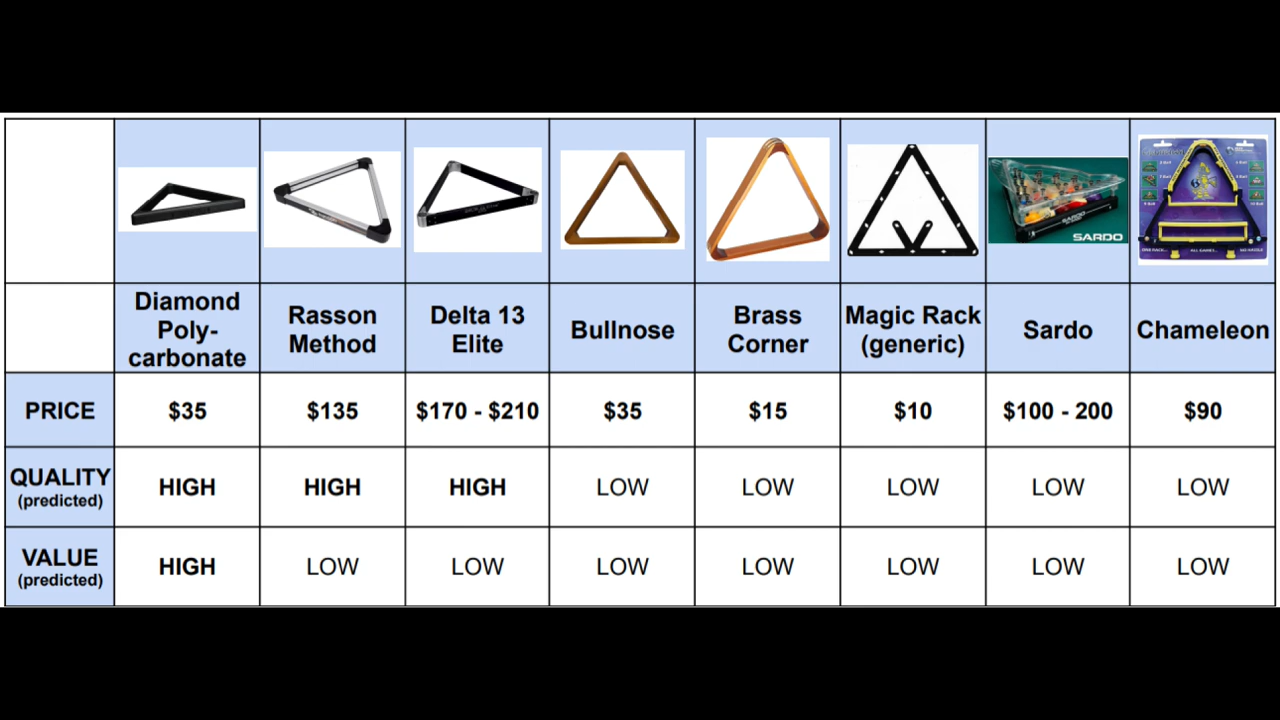 SARDO
Diamond
Poly-
carbonate
Rasson
Method
Delta 13
Elite
Bullnose
Brass
Corner
Magic Rack
(generic)
Sardo
Chameleon
PRICE
$35
$135
$170 - $210
$35
$15
$10
$100 - 200
$90
QUALITY
(predicted)
HIGH
HIGH
HIGH
LOW
LOW
LOW
LOW
LOW
VALUE
(predicted)
HIGH
LOW
LOW
LOW
LOW
LOW
LOW
LOW